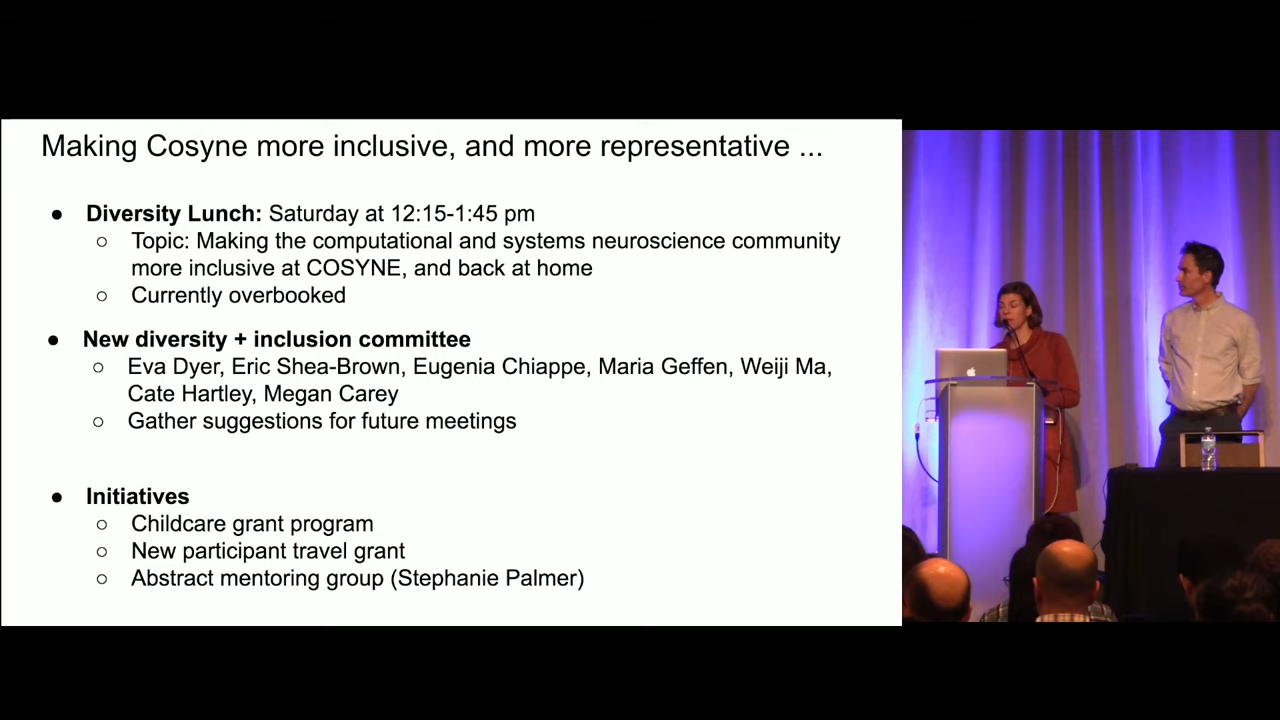 Making Cosyne more inclusive, and more representative ...
● Diversity Lunch: Saturday at 12:15-1:45 pm
○ Topic: Making the computational and systems neuroscience community
more inclusive at COSYNE, and back at home
○ Currently overbooked
● New diversity + inclusion committee
○ Eva Dyer, Eric Shea-Brown, Eugenia Chiappe, Maria Geffen, Weiji Ma,
Cate Hartley, Megan Carey
○ Gather suggestions for future meetings
● Initiatives
○ Childcare grant program
○ New participant travel grant
○ Abstract mentoring group (Stephanie Palmer)